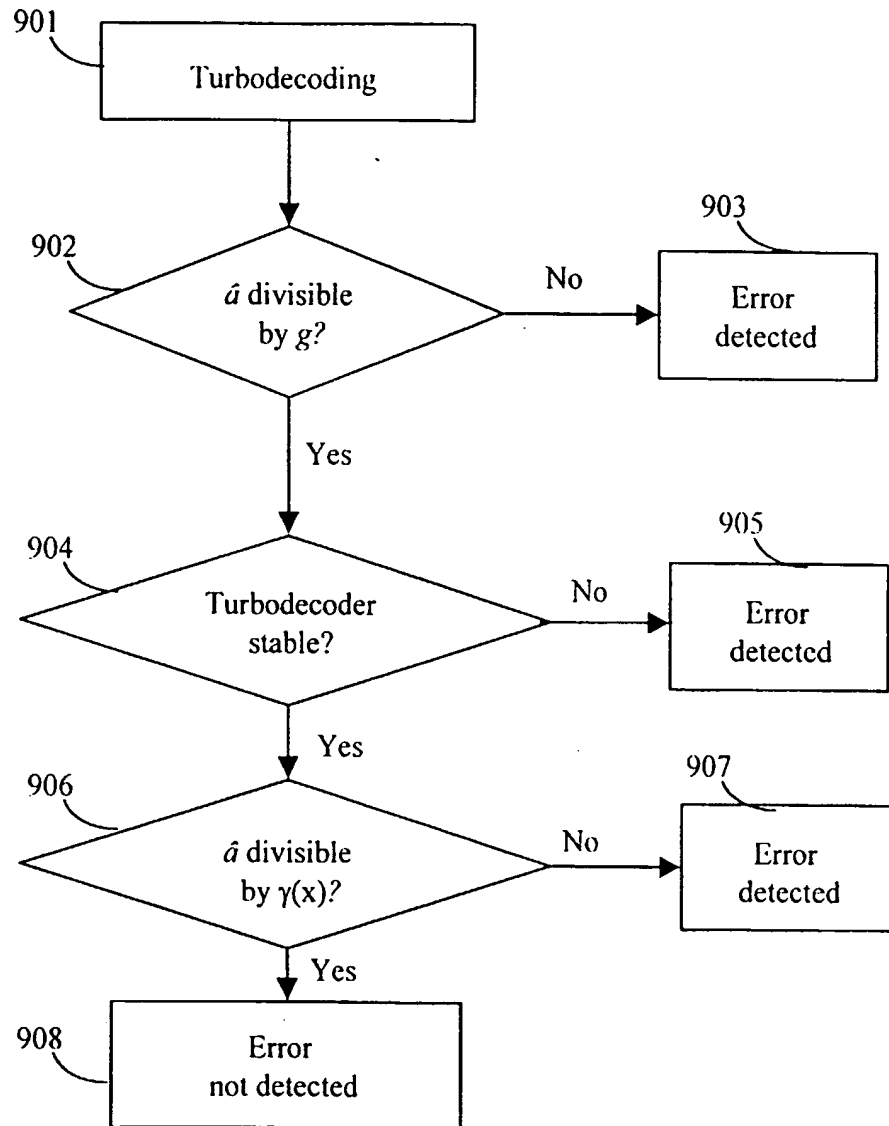 901
Turbodecoding
902
â divisible
by g?
No
903
Error
detected
Yes
904
Turbodecoder
stable?
No
905
Error
detected
Yes
906
â divisible
by γ(x)?
No
907
Error
detected
Yes
908
Error
not detected